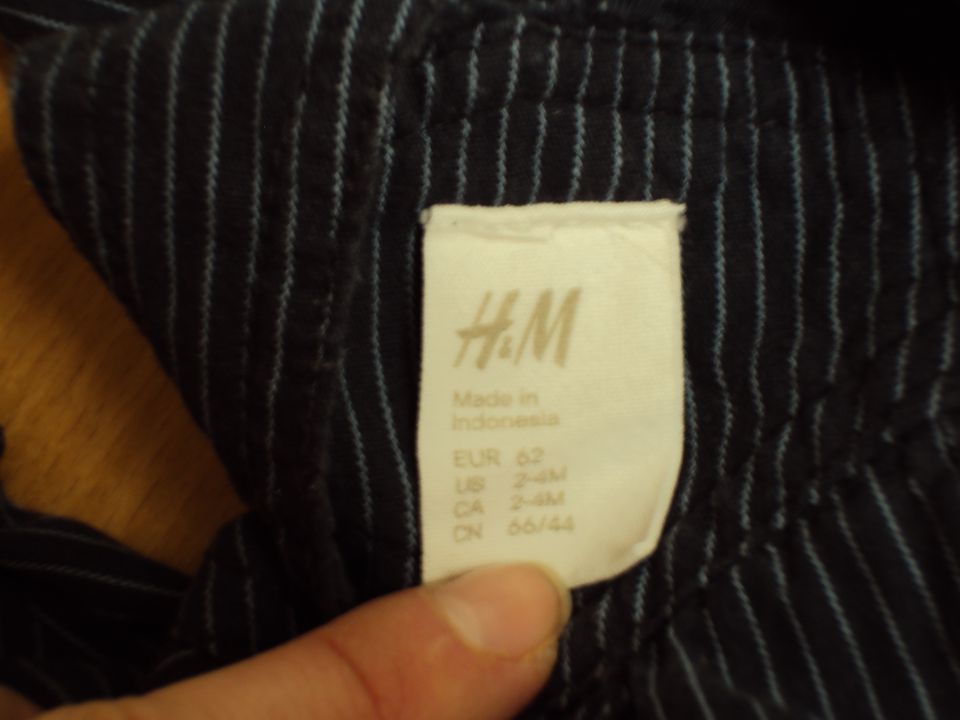 H&M
Made in
Indonesia
EUR 62
US 2-4M
CA 2-4M
CN 66/44